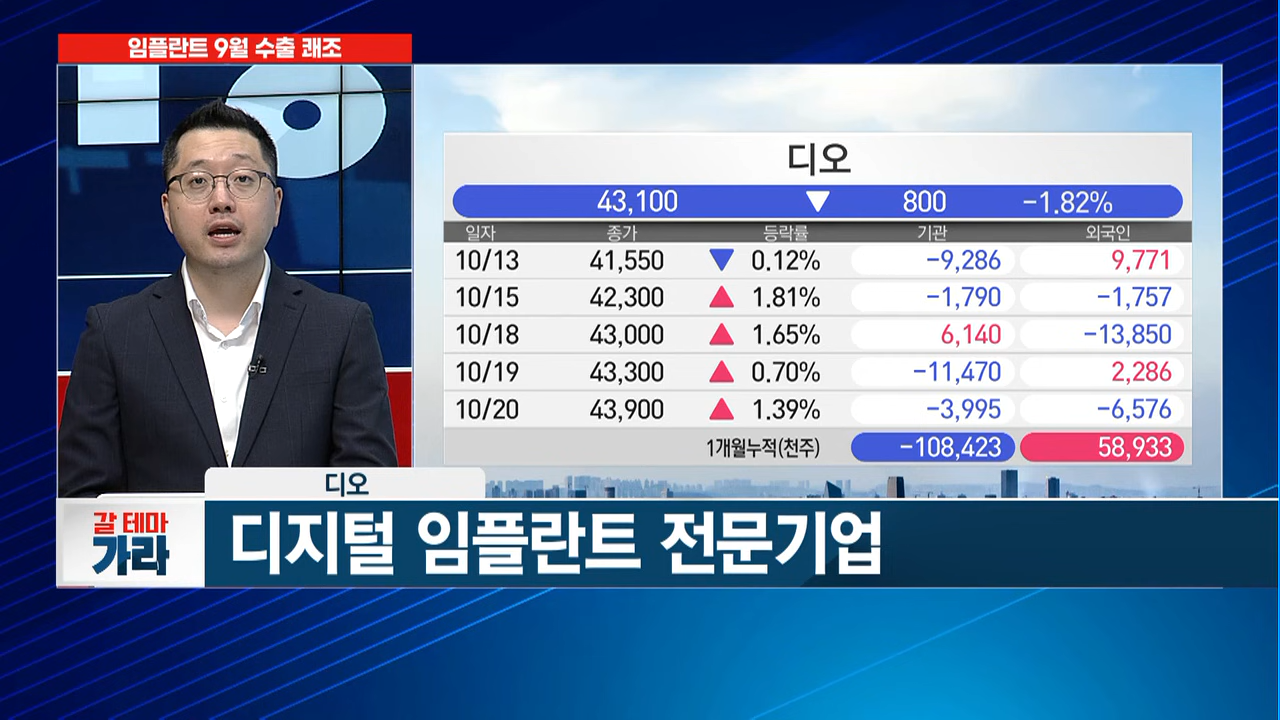 임플란트 9월 수출 쾌조
19
디오
43,100 ▼ 800 -1.82%
일자 종가 등락률 기관 외국인
10/13 41,550 ▼ 0.12% -9,286 9,771
10/15 42,300 ▲ 1.81% -1,790 -1,757
10/18 43,000 ▲ 1.65% 6,140 -13,850
10/19 43,300 ▲ 0.70% -11,470 2,286
10/20 43,900 ▲ 1.39% -3,995 -6,576
1개월누적(천주) -108,423 58,933
디오
갈 테마
가라
디지털 임플란트 전문기업